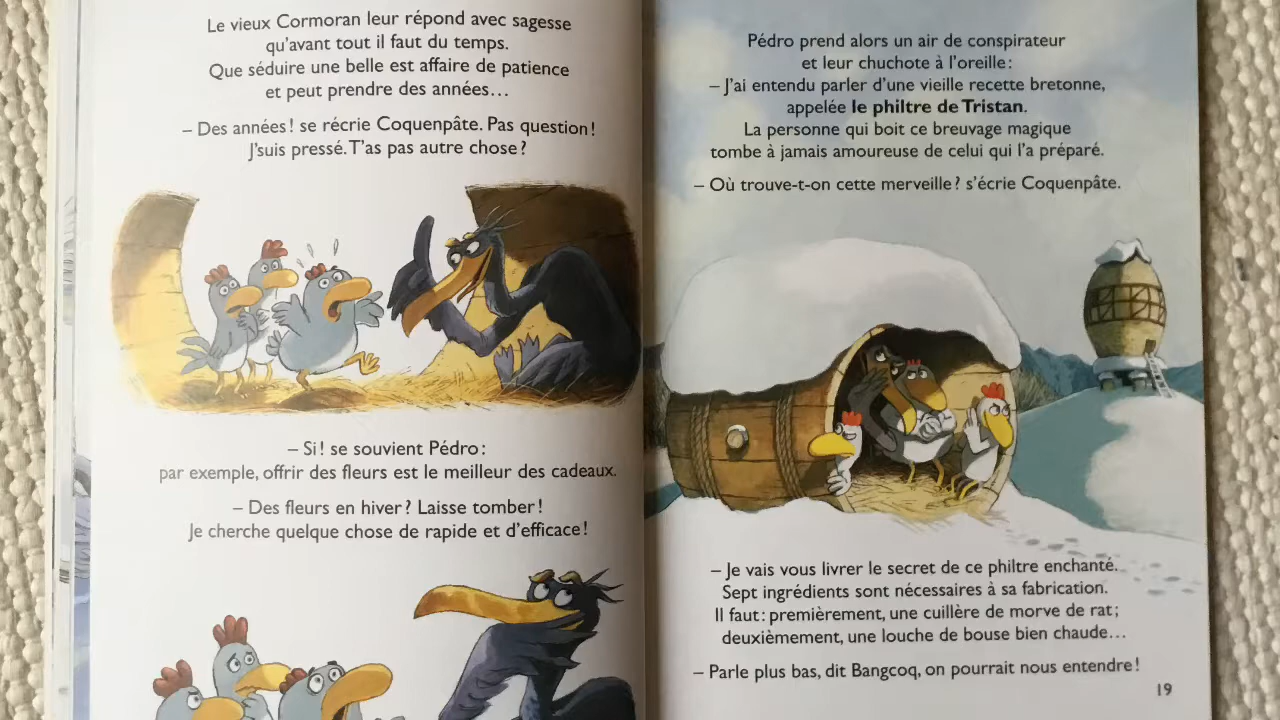 Le vieux Cormoran leur répond avec sagesse
qu'avant tout il faut du temps.
Que séduire une belle est affaire de patience
et peut prendre des années…
– Des années ! se récrie Coquenpâte. Pas question !
J'suis pressé. T'as pas autre chose ?
– Si ! se souvient Pédro :
par exemple, offrir des fleurs est le meilleur des cadeaux.
– Des fleurs en hiver ? Laisse tomber !
Je cherche quelque chose de rapide et d'efficace !
Pédro prend alors un air de conspirateur
et leur chuchote à l'oreille :
– J'ai entendu parler d'une vieille recette bretonne,
appelée le philtre de Tristan.
La personne qui boit ce breuvage magique
tombe à jamais amoureuse de celui qui l'a préparé.
– Où trouve-t-on cette merveille ? s'écrie Coquenpâte.
– Je vais vous livrer le secret de ce philtre enchanté.
Sept ingrédients sont nécessaires à sa fabrication.
Il faut : premièrement, une cuillère de morve de rat ;
deuxièmement, une louche de bouse bien chaude…
– Parle plus bas, dit Bangcoq, on pourrait nous entendre !
19